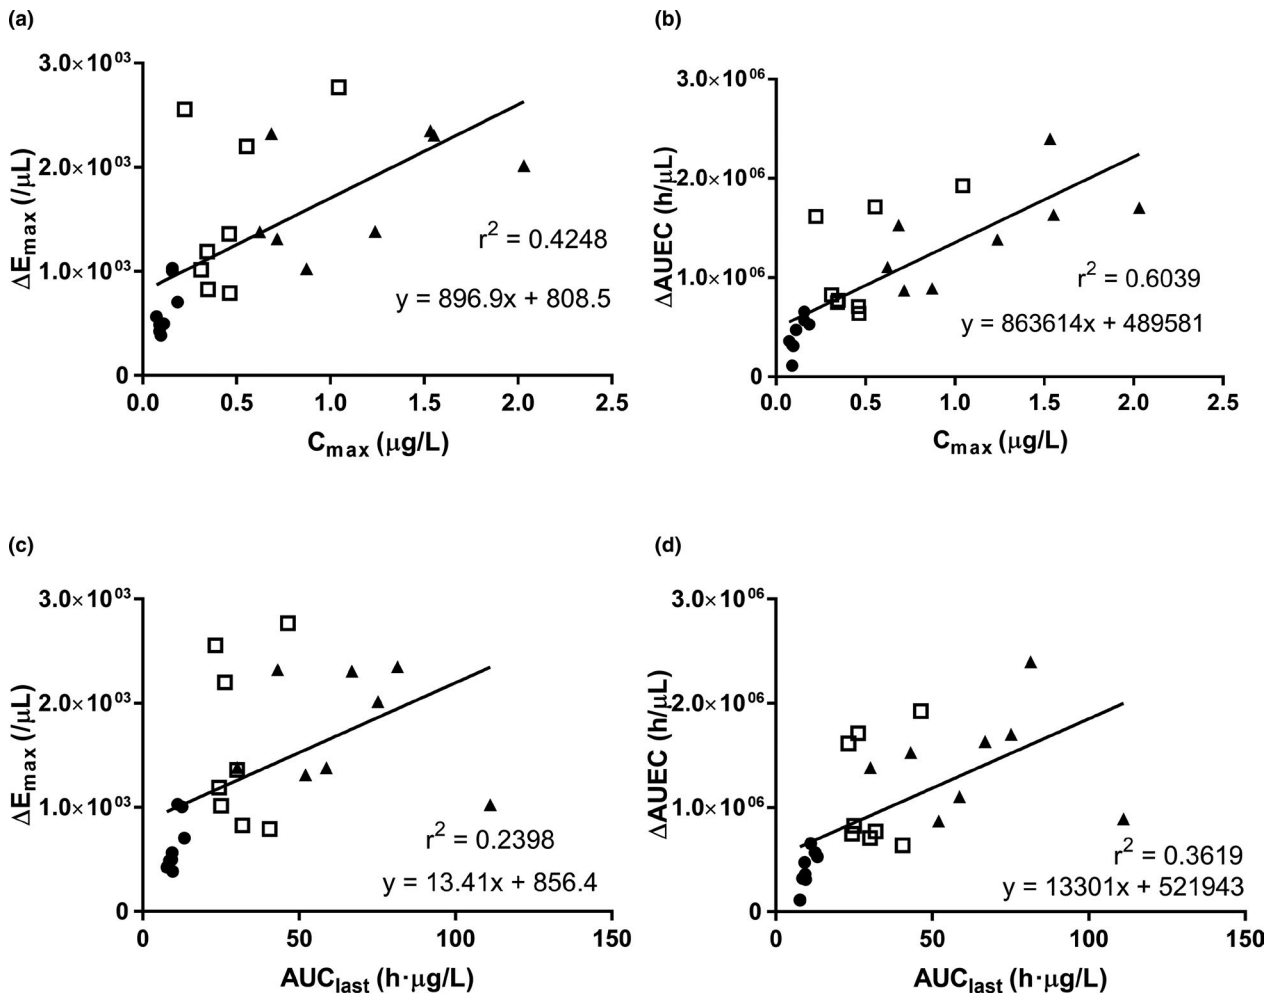 (a)
3.0×10⁰³
2.0×10⁰³
1.0×10⁰³
0
ΔEmax (/μL)
r² = 0.4248
y = 896.9x + 808.5
0.0 0.5 1.0 1.5 2.0 2.5
Cmax (μg/L)
(b)
3.0×10⁰⁶
2.0×10⁰⁶
1.0×10⁰⁶
0
ΔAUEC (h/μL)
r² = 0.6039
y = 863614x + 489581
0.0 0.5 1.0 1.5 2.0 2.5
Cmax (μg/L)
(c)
3.0×10⁰³
2.0×10⁰³
1.0×10⁰³
0
ΔEmax (/μL)
r² = 0.2398
y = 13.41x + 856.4
0 50 100 150
AUClast (h·μg/L)
(d)
3.0×10⁰⁶
2.0×10⁰⁶
1.0×10⁰⁶
0
ΔAUEC (h/μL)
r² = 0.3619
y = 13301x + 521943
0 50 100 150
AUClast (h·μg/L)